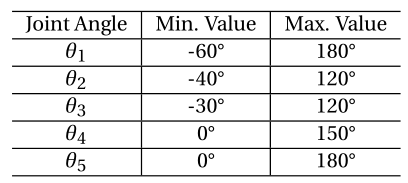 Joint Angle Min. Value Max. Value
θ1 -60° 180°
θ2 -40° 120°
θ3 -30° 120°
θ4 0° 150°
θ5 0° 180°